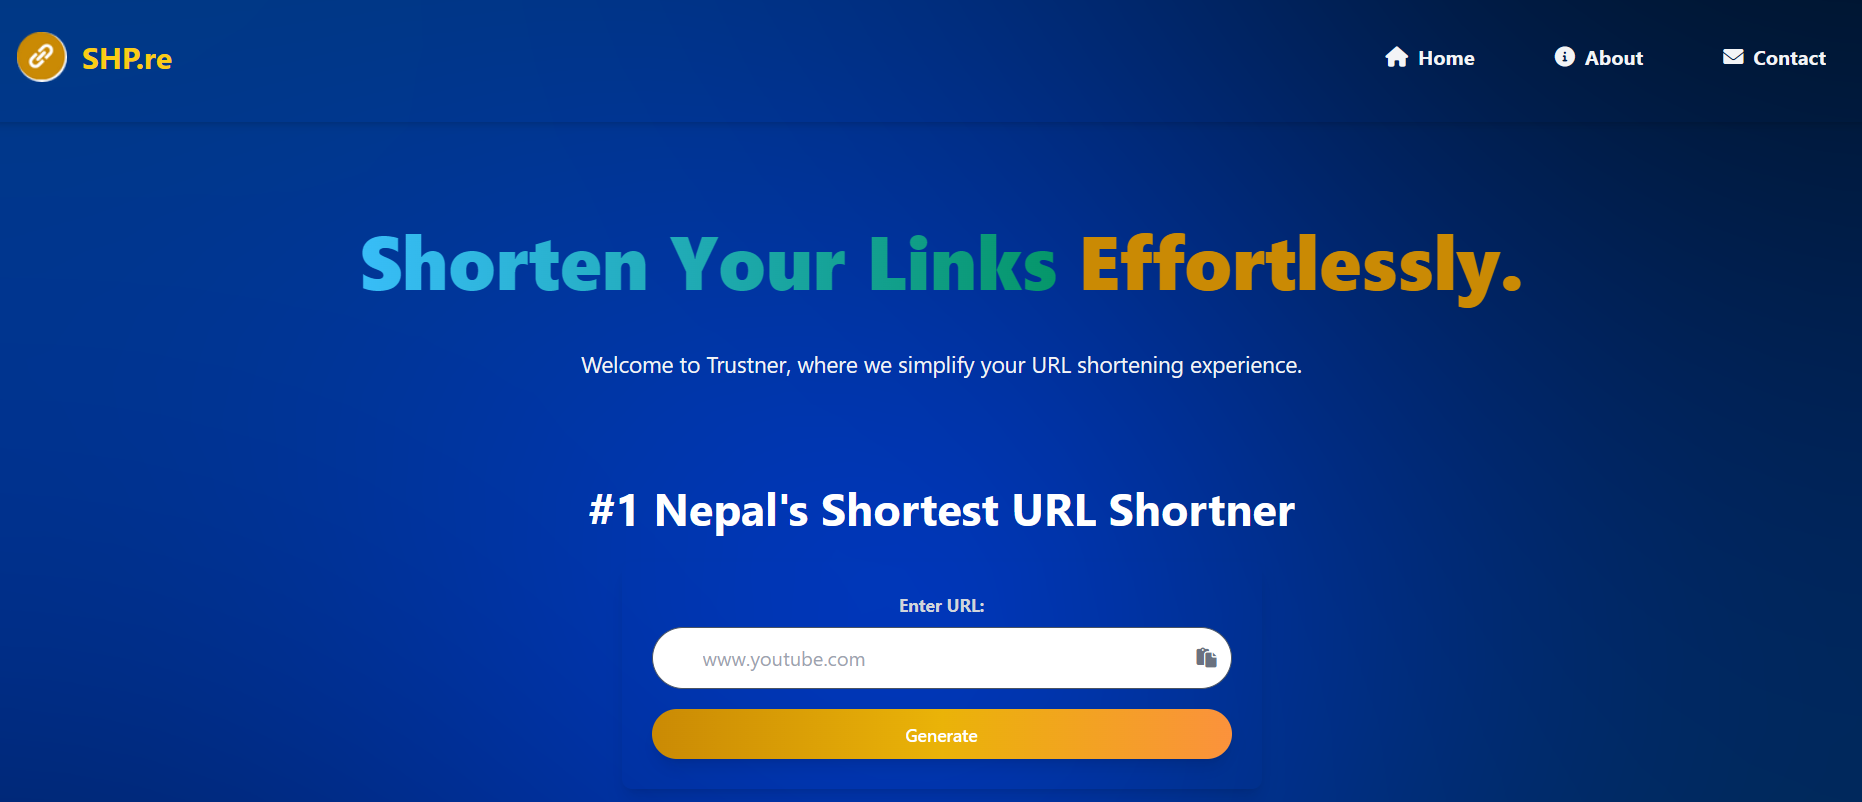 SHP.re
Home
About
Contact
Shorten Your Links Effortlessly.
Welcome to Trustner, where we simplify your URL shortening experience.
#1 Nepal's Shortest URL Shortner
Enter URL:
www.youtube.com
Generate